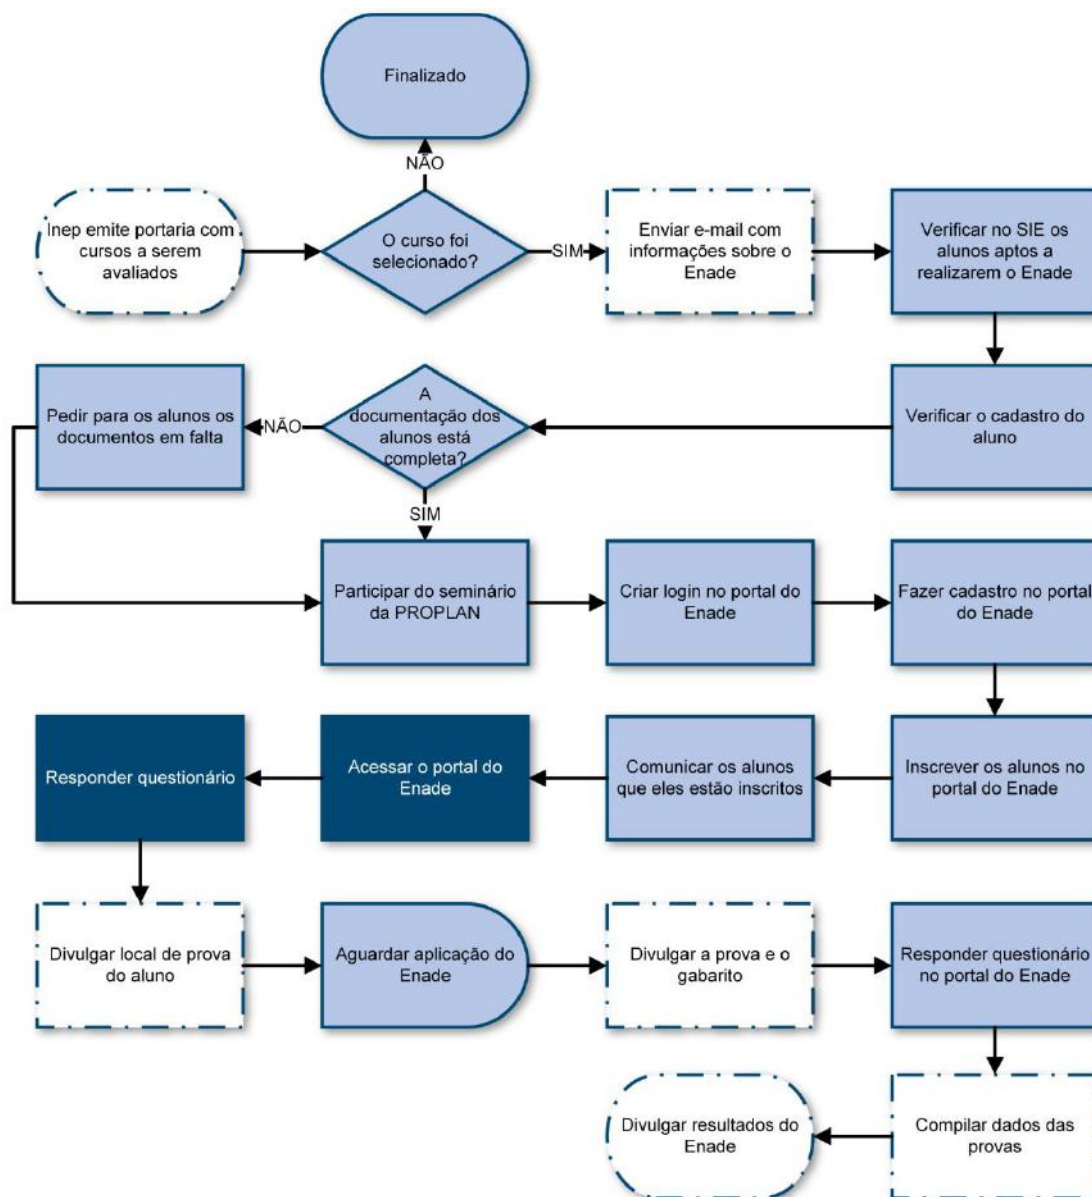 Finalizado
NÃO
Inep emite portaria com
cursos a serem
avaliados
O curso foi
selecionado?
SIM
Enviar e-mail com
informações sobre o
Enade
Verificar no SIE os
alunos aptos a
realizarem o Enade
Pedir para os alunos os
documentos em falta
NÃO
A
documentação dos
alunos está
completa?
Verificar o cadastro do
aluno
SIM
Participar do seminário
da PROPLAN
Criar login no portal do
Enade
Fazer cadastro no portal
do Enade
Responder questionário
Acessar o portal do
Enade
Comunicar os alunos
que eles estão inscritos
Inscrever os alunos no
portal do Enade
Divulgar local de prova
do aluno
Aguardar aplicação do
Enade
Divulgar a prova e o
gabarito
Responder questionário
no portal do Enade
Divulgar resultados do
Enade
Compilar dados das
provas